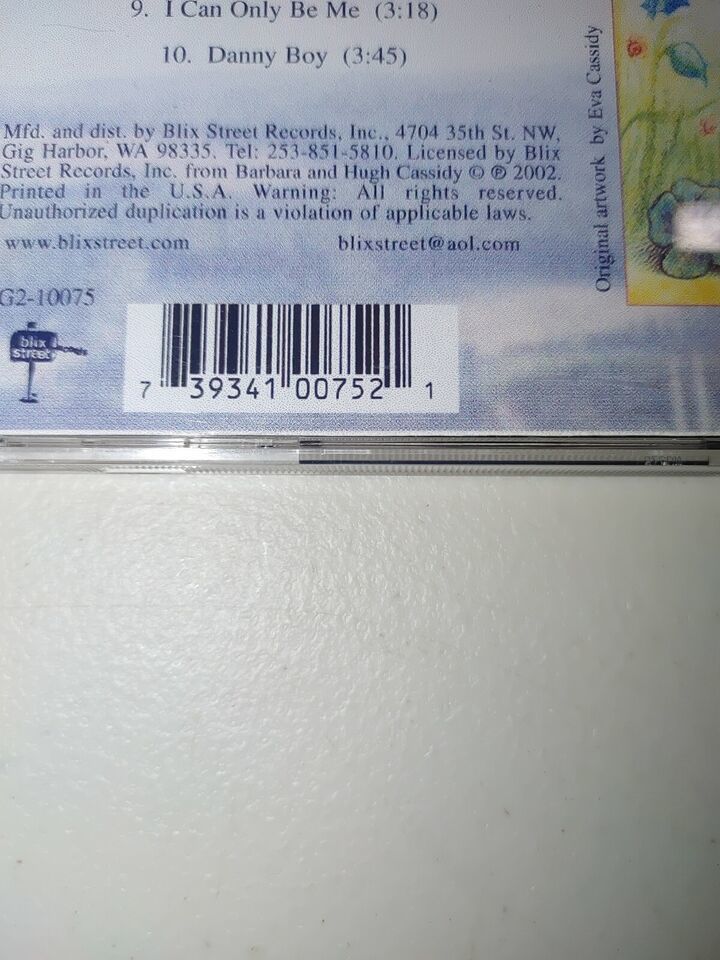 9. I Can Only Be Me (3:18)
10. Danny Boy (3:45)
Mfd. and dist. by Blix Street Records, Inc., 4704 35th St. NW,
Gig Harbor, WA 98335. Tel: 253-851-5810. Licensed by Blix
Street Records, Inc. from Barbara and Hugh Cassidy © ℗ 2002.
Printed in the U.S.A. Warning: All rights reserved.
Unauthorized duplication is a violation of applicable laws.
www.blixstreet.com blixstreet@aol.com
Original artwork by Eva Cassidy
G2-10075
blix
street
7 39341 00752 1